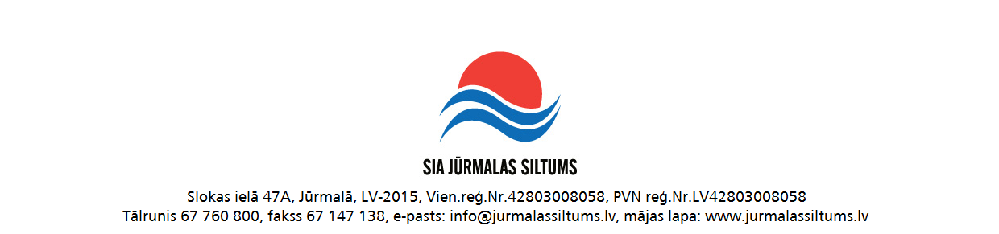 SIA JŪRMALAS SILTUMS
Slokas ielā 47A, Jūrmalā, LV-2015, Vien.reģ.Nr.42803008058, PVN reģ.Nr.LV42803008058
Tālrunis 67 760 800, fakss 67 147 138, e-pasts: info@jurmalassiltums.lv, mājas lapa: www.jurmalassiltums.lv